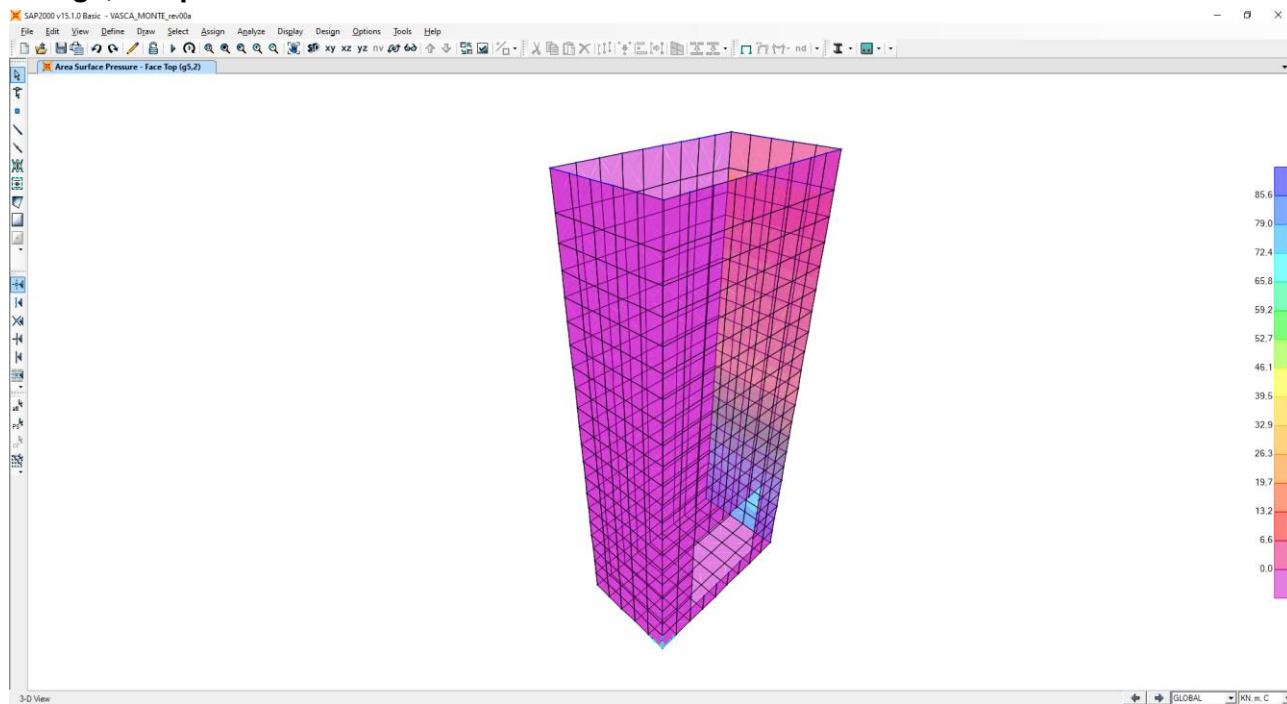 SAP2000 v15.1.0 Basic - VASCA_MONTE_rev00a
File Edit View Define Draw Select Assign Analyze Display Design Options Tools Help
xy xz yz nv nd
Area Surface Pressure - Face Top (g5,2)
85.6
79.0
72.4
65.8
59.2
52.7
46.1
39.5
32.9
26.3
19.7
13.2
6.6
0.0
3-D View
GLOBAL
KN, m, C